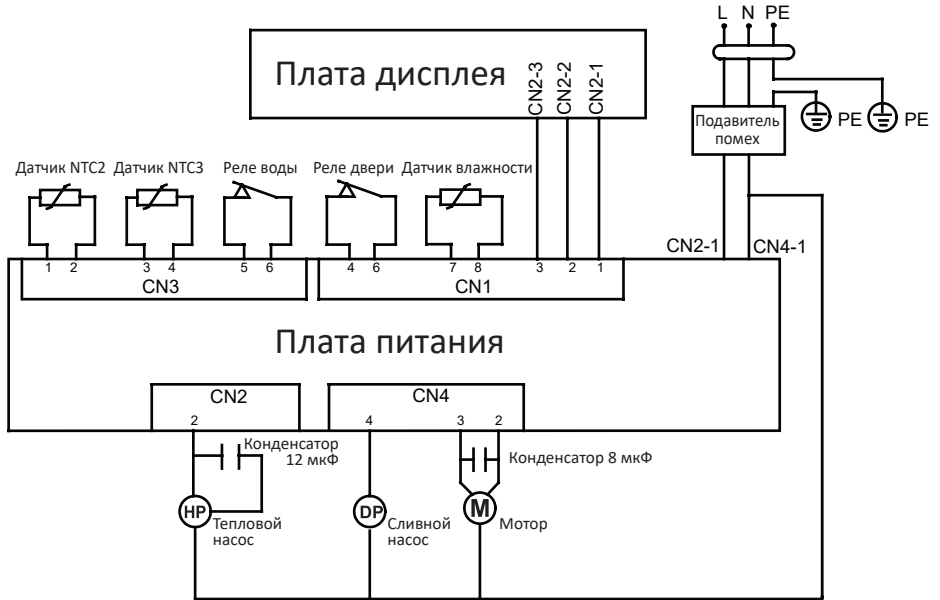 L N PE
Плата дисплея
CN2-3
CN2-2
CN2-1
Подавитель
помех
PE
PE
Датчик NTC2
Датчик NTC3
Реле воды
Реле двери
Датчик влажности
CN2-1
CN4-1
1 2 3 4 5 6
4 6 7 8 3 2 1
CN3
CN1
Плата питания
CN2
CN4
2
4
3
2
Конденсатор
12 мкФ
Конденсатор 8 мкФ
HP
Тепловой
насос
DP
Сливной
насос
M
Мотор